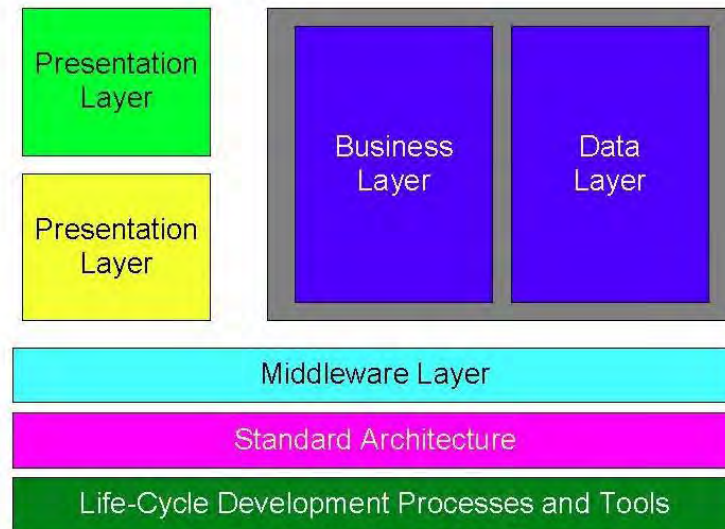 Presentation
Layer
Presentation
Layer
Business
Layer
Data
Layer
Middleware Layer
Standard Architecture
Life-Cycle Development Processes and Tools